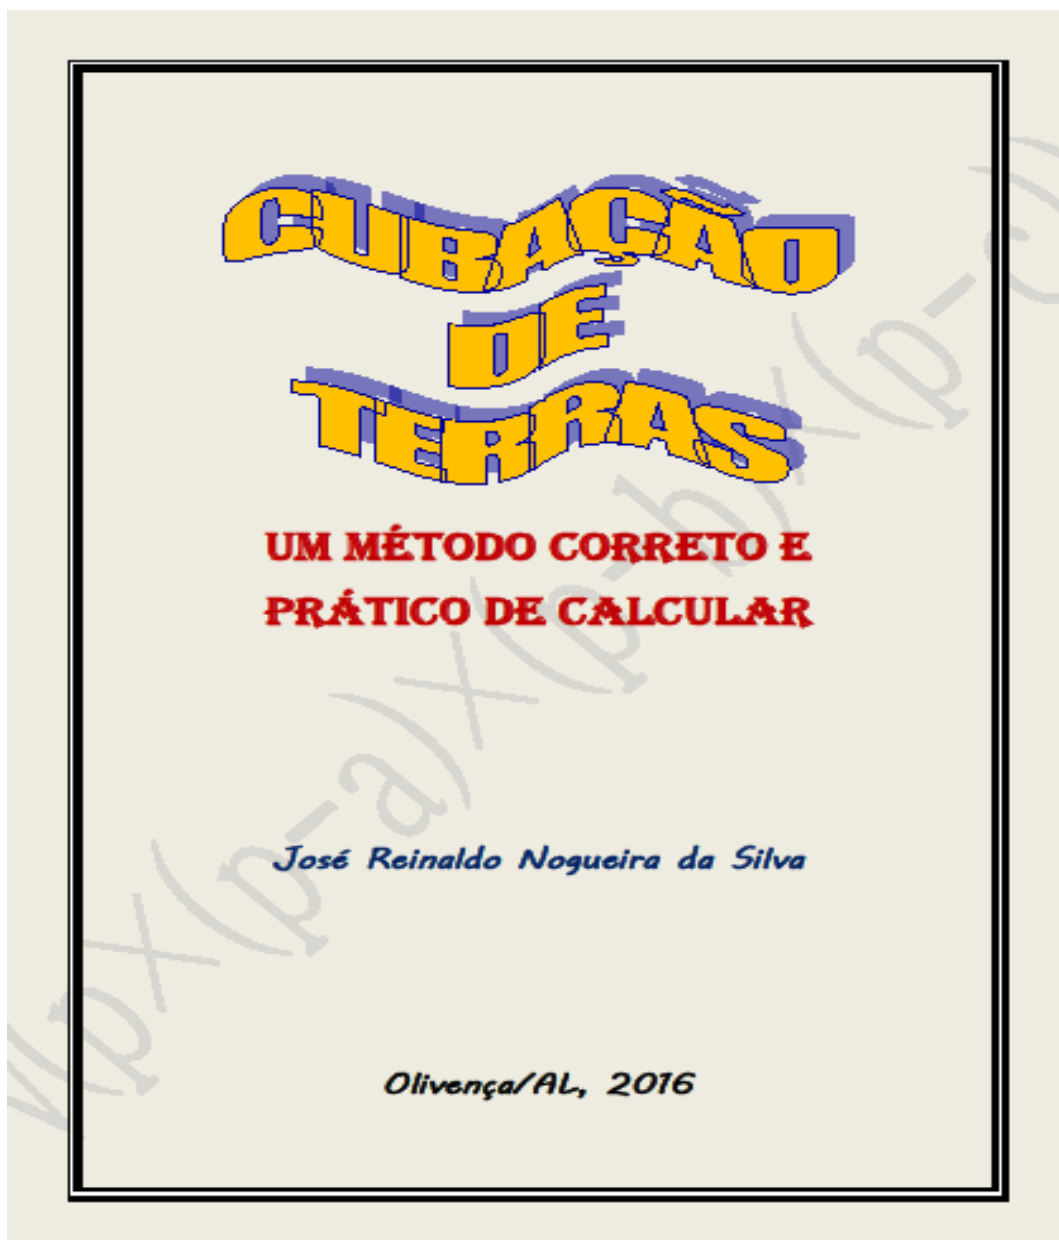 CUBAÇÃO
DE
TERRAS
UM MÉTODO CORRETO E
PRÁTICO DE CALCULAR
José Reinaldo Nogueira da Silva
Olivença/AL, 2016
√(p×(p-a)×(p-b)×(p-c)